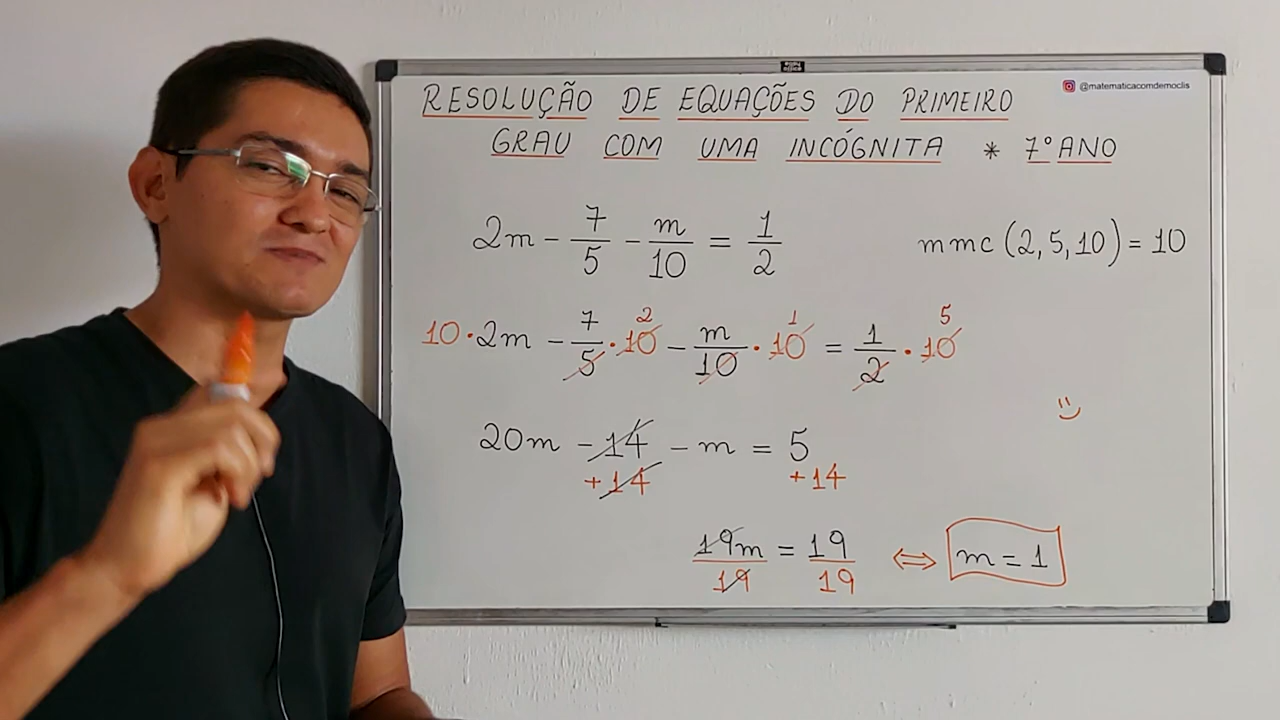 @matematicacomdemoclis
RESOLUÇÃO DE EQUAÇÕES DO PRIMEIRO
GRAU COM UMA INCÓGNITA * 7º ANO
2m - 7/5 - m/10 = 1/2
mmc (2, 5, 10) = 10
10 · 2m - 7/5 · 10 2 - m/10 · 10 1 = 1/2 · 10 5
20m - 14 - m = 5
+14 +14
19m/19 = 19/19 ⇔ m = 1